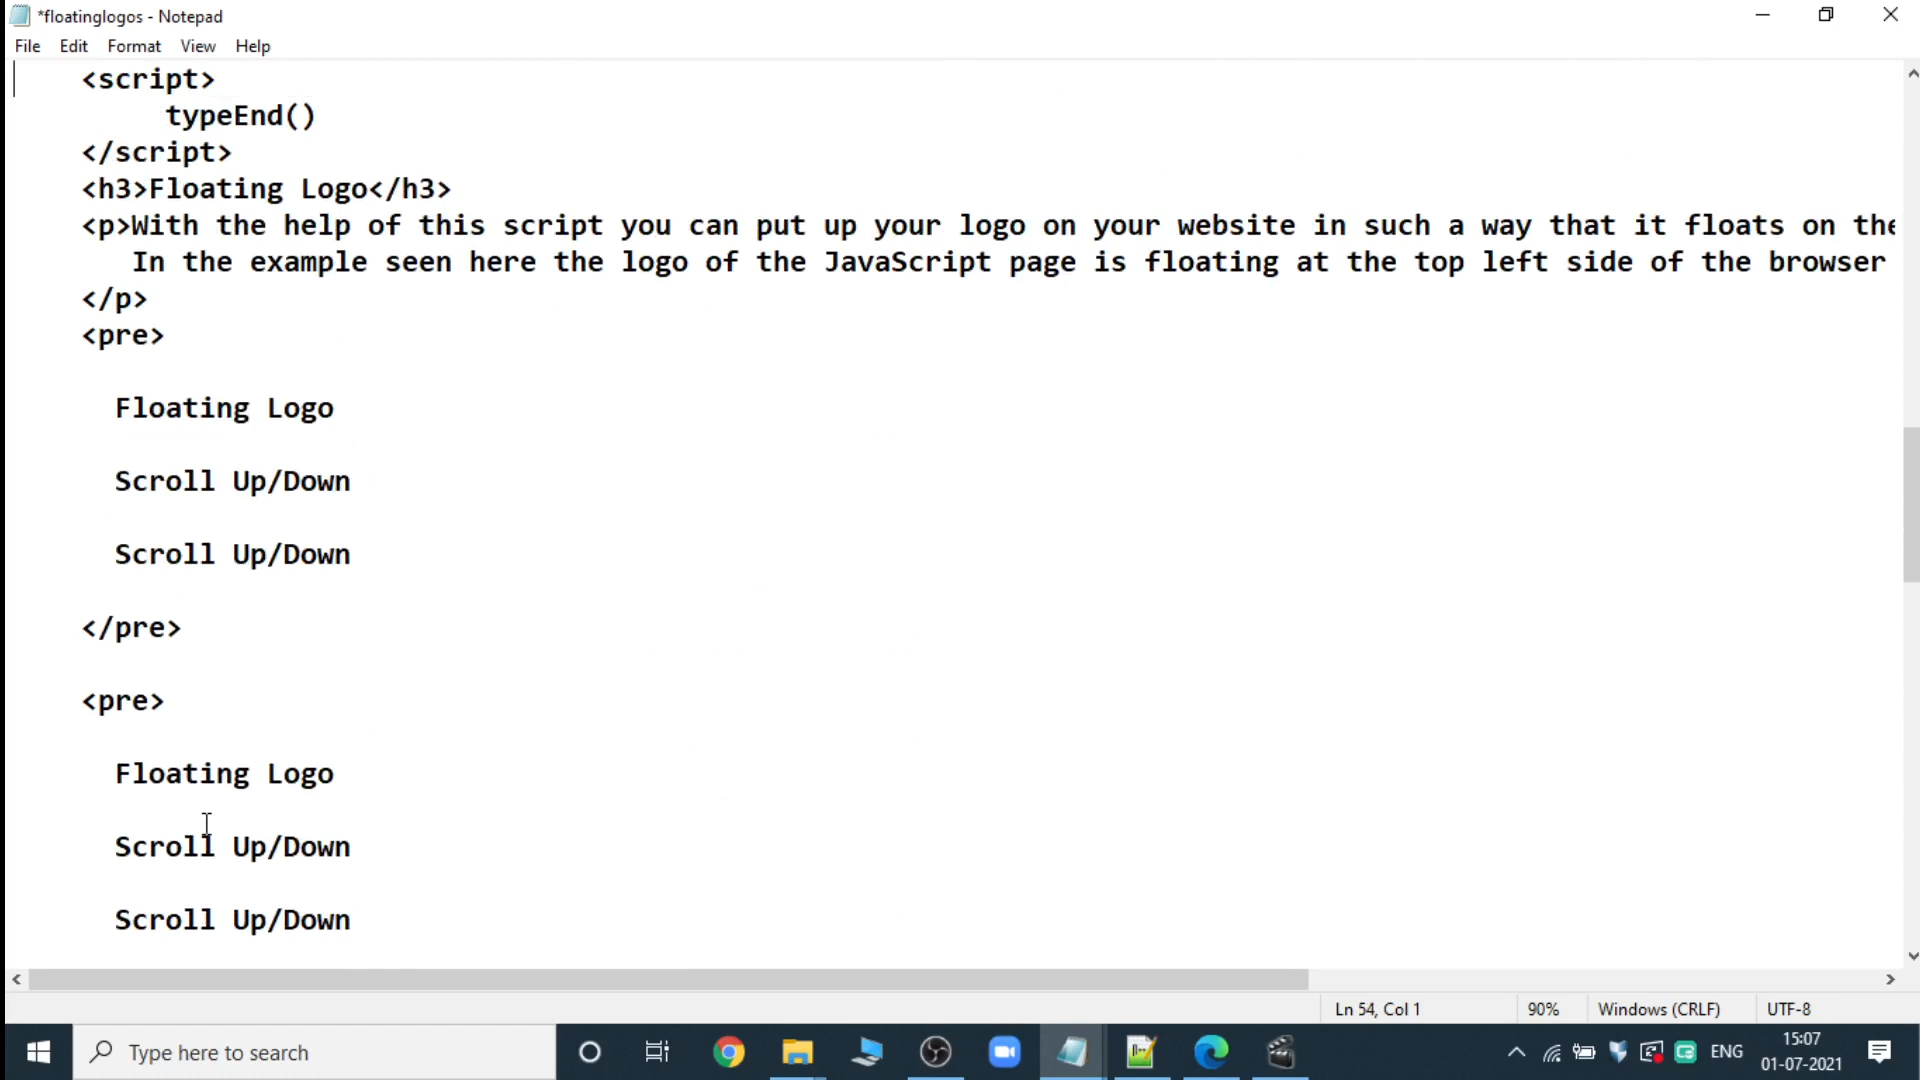 *floatinglogos - Notepad
File Edit Format View Help
<script>
typeEnd()
</script>
<h3>Floating Logo</h3>
<p>With the help of this script you can put up your logo on your website in such a way that it floats on the
In the example seen here the logo of the JavaScript page is floating at the top left side of the browser
</p>
<pre>
Floating Logo
Scroll Up/Down
Scroll Up/Down
</pre>
<pre>
Floating Logo
Scroll Up/Down
Scroll Up/Down
Ln 54, Col 1 90% Windows (CRLF) UTF-8
Type here to search
ENG
15:07
01-07-2021